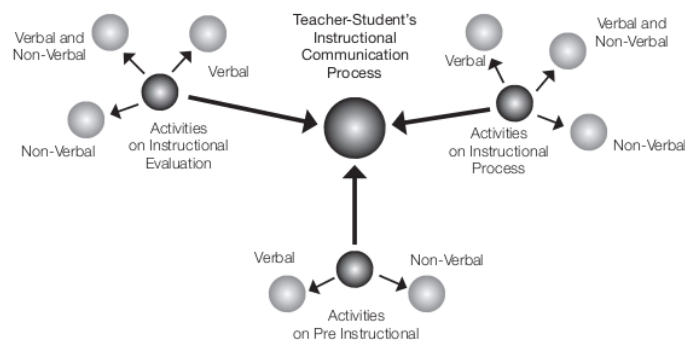 Teacher-Student's
Instructional
Communication
Process
Verbal and
Non-Verbal
Verbal
Non-Verbal
Activities
on Instructional
Evaluation
Verbal
Verbal and
Non-Verbal
Non-Verbal
Activities
on Instructional
Process
Verbal
Non-Verbal
Activities
on Pre Instructional